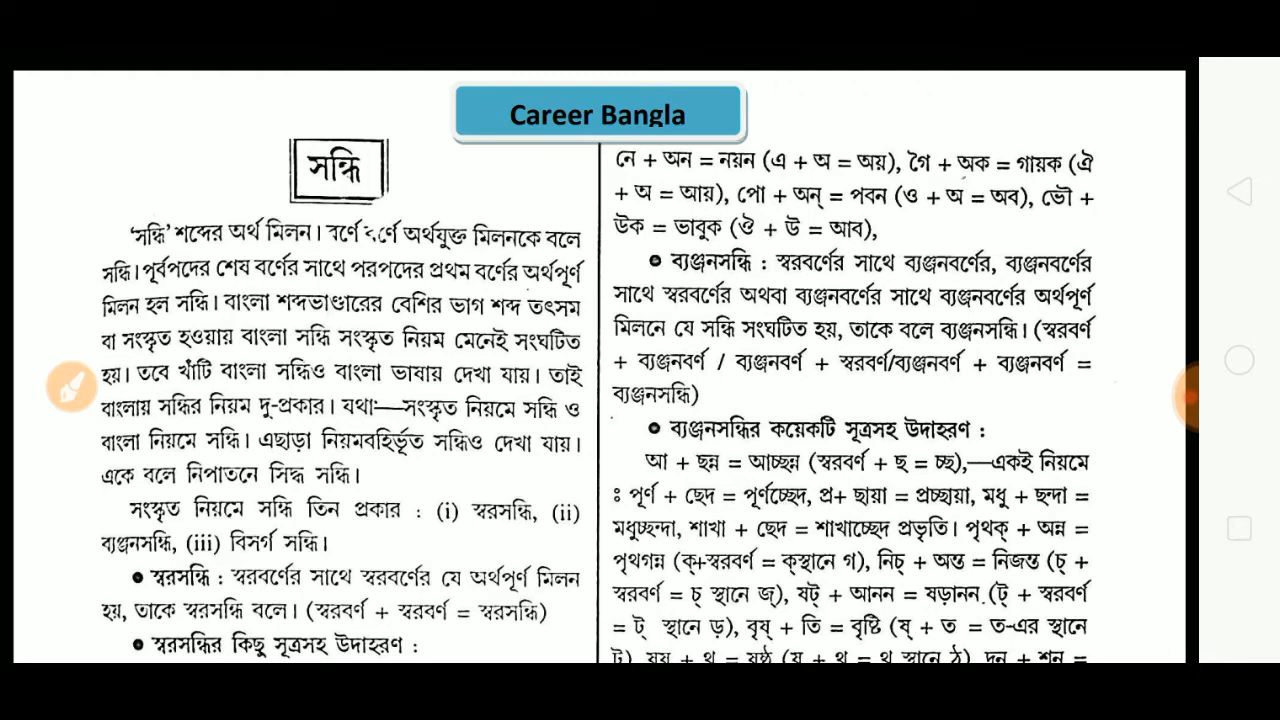 Career Bangla
সন্ধি
'সন্ধি' শব্দের অর্থ মিলন। বর্ণে বর্ণে অর্থযুক্ত মিলনকে বলে
সন্ধি। পূর্বপদের শেষ বর্ণের সাথে পরপদের প্রথম বর্ণের অর্থপূর্ণ
মিলন হল সন্ধি। বাংলা শব্দভাণ্ডারের বেশির ভাগ শব্দ তৎসম
বা সংস্কৃত হওয়ায় বাংলা সন্ধি সংস্কৃত নিয়ম মেনেই সংঘটিত
হয়। তবে খাঁটি বাংলা সন্ধিও বাংলা ভাষায় দেখা যায়। তাই
বাংলায় সন্ধির নিয়ম দু-প্রকার। যথাঃ—সংস্কৃত নিয়মে সন্ধি ও
বাংলা নিয়মে সন্ধি। এছাড়া নিয়মবহির্ভূত সন্ধিও দেখা যায়।
একে বলে নিপাতনে সিদ্ধ সন্ধি।
সংস্কৃত নিয়মে সন্ধি তিন প্রকার : (i) স্বরসন্ধি, (ii)
ব্যঞ্জনসন্ধি, (iii) বিসর্গ সন্ধি।
● স্বরসন্ধি : স্বরবর্ণের সাথে স্বরবর্ণের যে অর্থপূর্ণ মিলন
হয়, তাকে স্বরসন্ধি বলে। (স্বরবর্ণ + স্বরবর্ণ = স্বরসন্ধি)
● স্বরসন্ধির কিছু সূত্রসহ উদাহরণ :
নে + অন = নয়ন (এ + অ = অয়), গৈ + অক = গায়ক (ঐ
+ অ = আয়), পো + অন্ = পবন (ও + অ = অব), ভৌ +
উক = ভাবুক (ঔ + উ = আব),
● ব্যঞ্জনসন্ধি : স্বরবর্ণের সাথে ব্যঞ্জনবর্ণের, ব্যঞ্জনবর্ণের
সাথে স্বরবর্ণের অথবা ব্যঞ্জনবর্ণের সাথে ব্যঞ্জনবর্ণের অর্থপূর্ণ
মিলনে যে সন্ধি সংঘটিত হয়, তাকে বলে ব্যঞ্জনসন্ধি। (স্বরবর্ণ
+ ব্যঞ্জনবর্ণ / ব্যঞ্জনবর্ণ + স্বরবর্ণ/ব্যঞ্জনবর্ণ + ব্যঞ্জনবর্ণ =
ব্যঞ্জনসন্ধি)
● ব্যঞ্জনসন্ধির কয়েকটি সূত্রসহ উদাহরণ :
আ + ছন্ন = আচ্ছন্ন (স্বরবর্ণ + ছ = চ্ছ),—একই নিয়মে
ঃ পূর্ণ + ছেদ = পূর্ণচ্ছেদ, প্র+ ছায়া = প্রচ্ছায়া, মধু + ছন্দা =
মধুচ্ছন্দা, শাখা + ছেদ = শাখাচ্ছেদ প্রভৃতি। পৃথক্ + অন্ন =
পৃথগন্ন (ক্+স্বরবর্ণ = ক্‌স্থানে গ), নিচ্ + অন্ত = নিজন্ত (চ্ +
স্বরবর্ণ = চ্ স্থানে জ্), ষট্ + আনন = ষড়ানন (ট্ + স্বরবর্ণ
= ট্ স্থানে ড়), বৃষ্ + তি = বৃষ্টি (ষ্ + ত = ত-এর স্থানে
ট), ষষ্ + থ = ষষ্ঠ (ষ্ + থ = থ স্থানে ঠ), দন্ + শন =